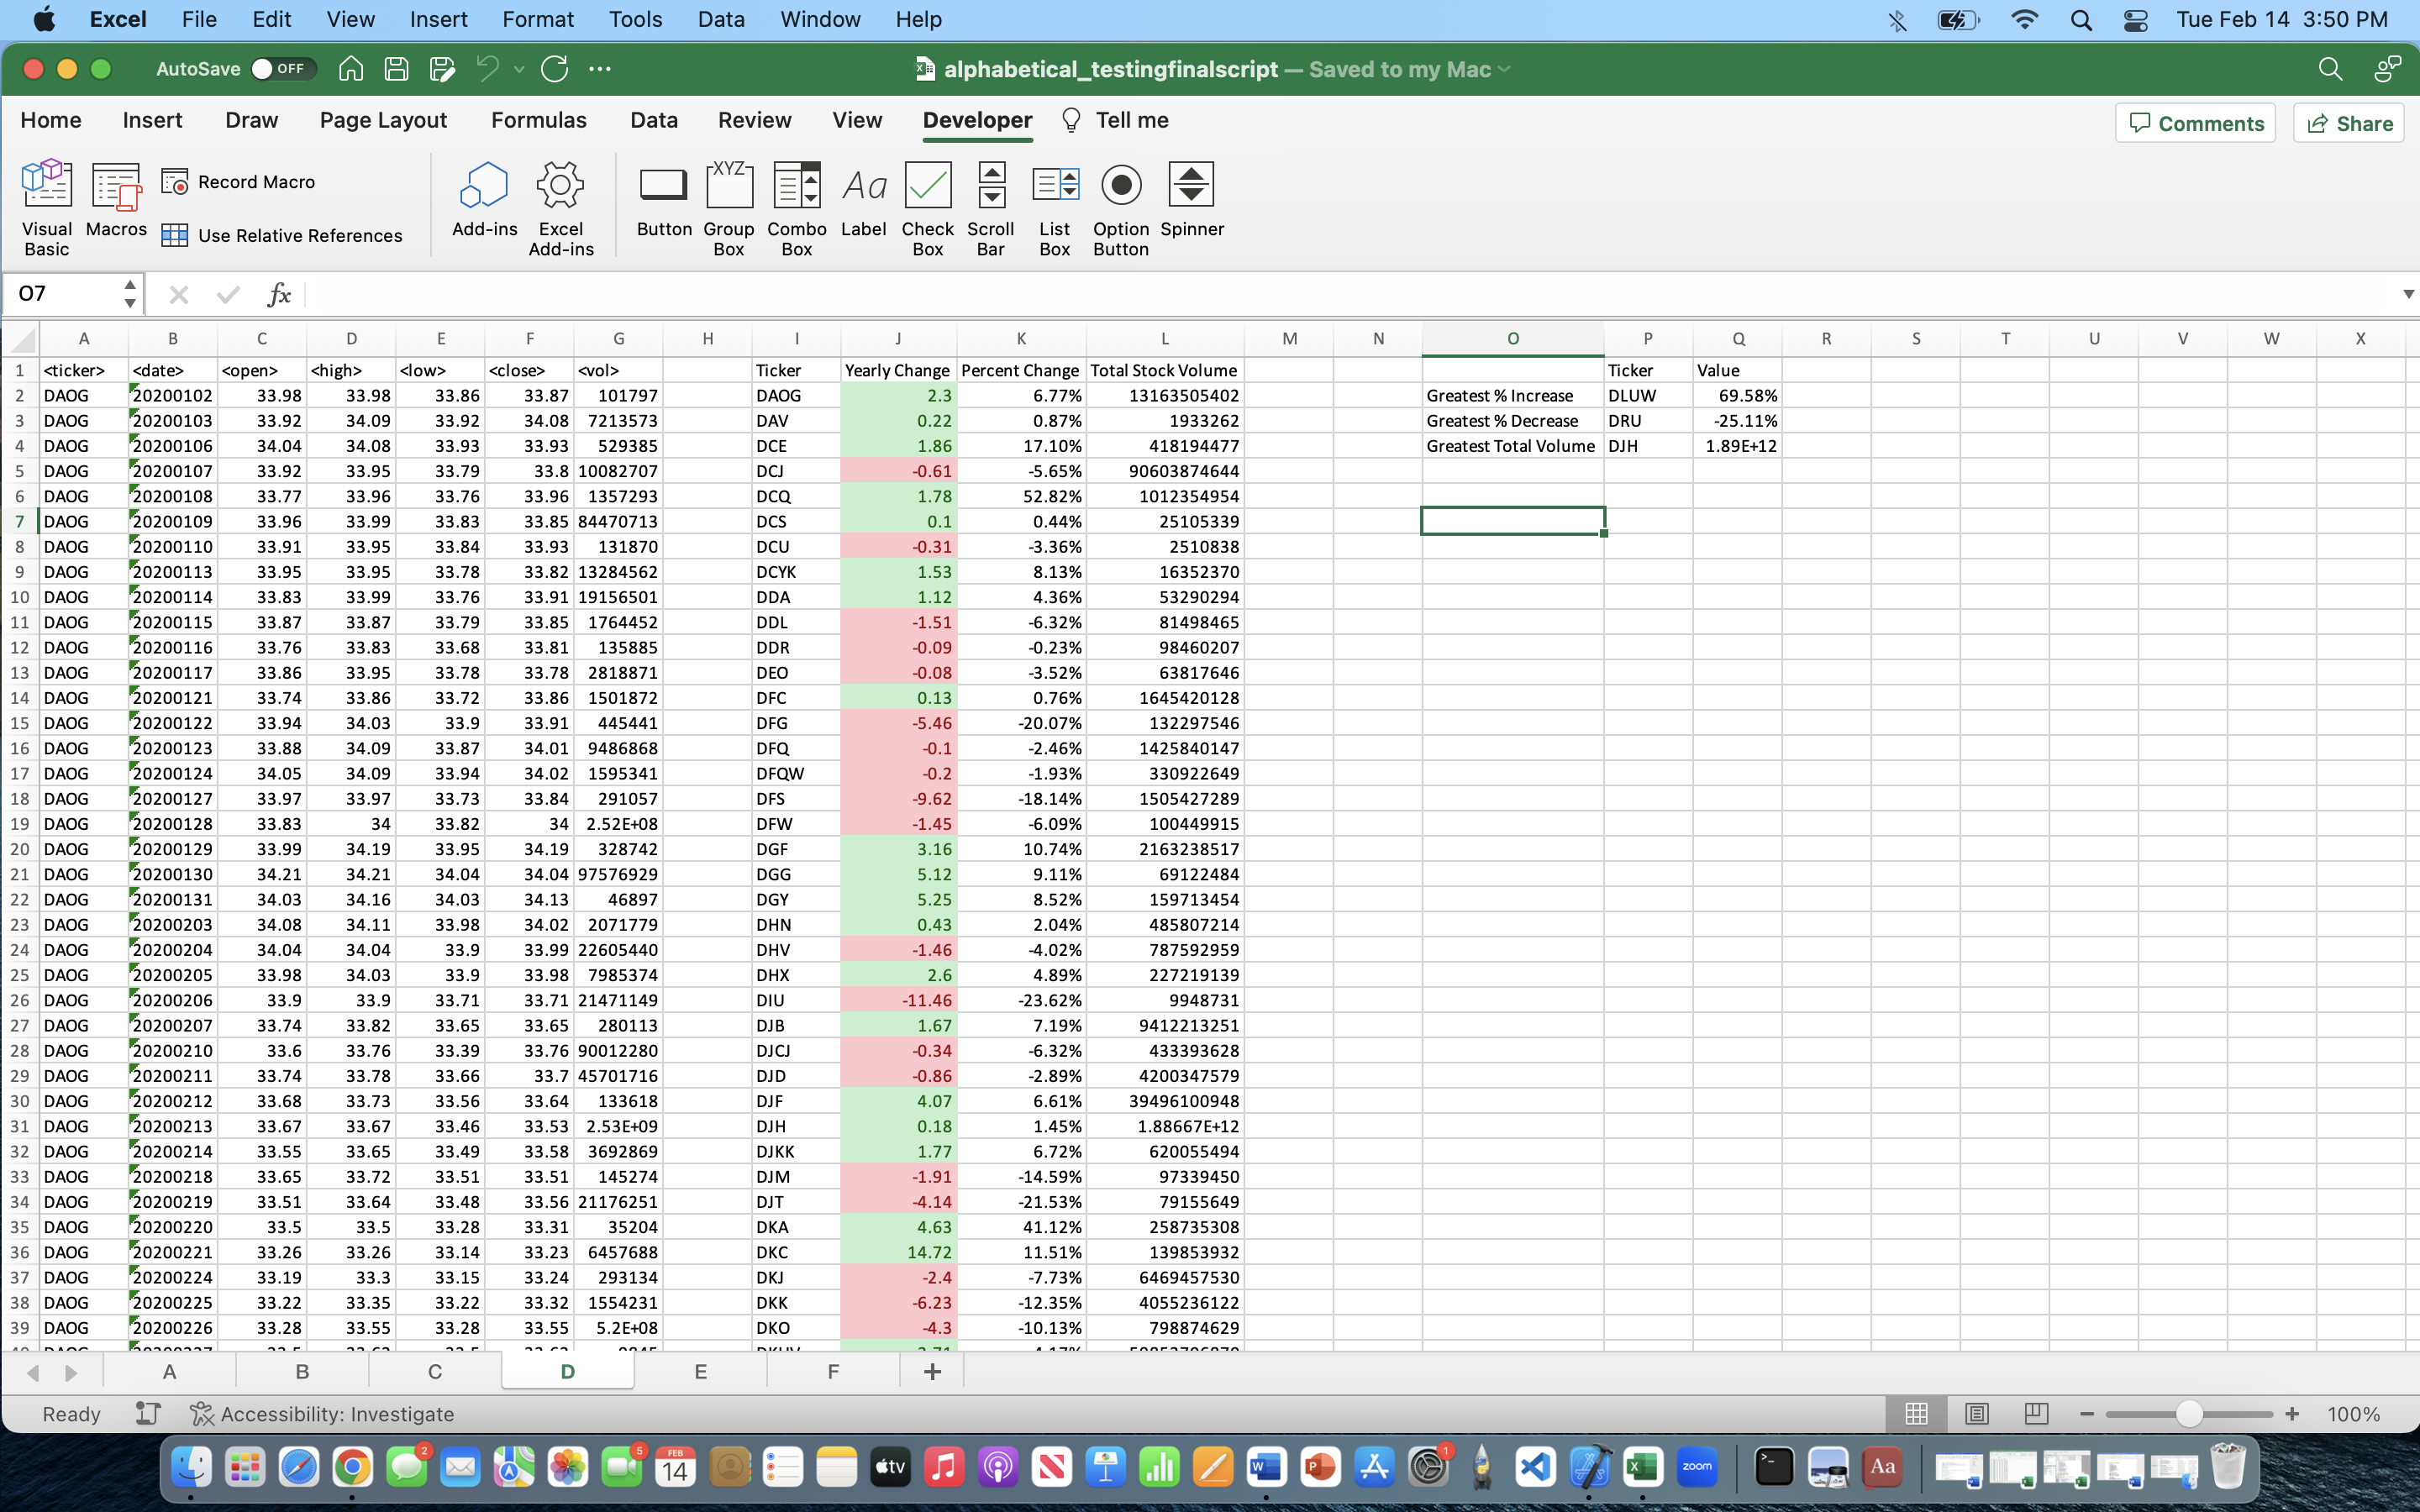 Excel File Edit View Insert Format Tools Data Window Help Tue Feb 14 3:50 PM
AutoSave OFF alphabetical_testingfinalscript — Saved to my Mac
Home Insert Draw Page Layout Formulas Data Review View Developer Tell me Comments Share
Visual Basic Macros Record Macro Use Relative References Add-ins Excel Add-ins XYZ Aa Button Group Box Combo Box Label Check Box Scroll Bar List Box Option Button Spinner
O7 fx
A B C D E F G H I J K L M N O P Q R S T U V W X
1 <ticker> <date> <open> <high> <low> <close> <vol> Ticker Yearly Change Percent Change Total Stock Volume Ticker Value
2 DAOG 20200102 33.98 33.98 33.86 33.87 101797 DAOG 2.3 6.77% 13163505402 Greatest % Increase DLUW 69.58%
3 DAOG 20200103 33.92 34.09 33.92 34.08 7213573 DAV 0.22 0.87% 1933262 Greatest % Decrease DRU -25.11%
4 DAOG 20200106 34.04 34.08 33.93 33.93 529385 DCE 1.86 17.10% 418194477 Greatest Total Volume DJH 1.89E+12
5 DAOG 20200107 33.92 33.95 33.79 33.8 10082707 DCJ -0.61 -5.65% 90603874644
6 DAOG 20200108 33.77 33.96 33.76 33.96 1357293 DCQ 1.78 52.82% 1012354954
7 DAOG 20200109 33.96 33.99 33.83 33.85 84470713 DCS 0.1 0.44% 25105339
8 DAOG 20200110 33.91 33.95 33.84 33.93 131870 DCU -0.31 -3.36% 2510838
9 DAOG 20200113 33.95 33.95 33.78 33.82 13284562 DCYK 1.53 8.13% 16352370
10 DAOG 20200114 33.83 33.99 33.76 33.91 19156501 DDA 1.12 4.36% 53290294
11 DAOG 20200115 33.87 33.87 33.79 33.85 1764452 DDL -1.51 -6.32% 81498465
12 DAOG 20200116 33.76 33.83 33.68 33.81 135885 DDR -0.09 -0.23% 98460207
13 DAOG 20200117 33.86 33.95 33.78 33.78 2818871 DEO -0.08 -3.52% 63817646
14 DAOG 20200121 33.74 33.86 33.72 33.86 1501872 DFC 0.13 0.76% 1645420128
15 DAOG 20200122 33.94 34.03 33.9 33.91 445441 DFG -5.46 -20.07% 132297546
16 DAOG 20200123 33.88 34.09 33.87 34.01 9486868 DFQ -0.1 -2.46% 1425840147
17 DAOG 20200124 34.05 34.09 33.94 34.02 1595341 DFQW -0.2 -1.93% 330922649
18 DAOG 20200127 33.97 33.97 33.73 33.84 291057 DFS -9.62 -18.14% 1505427289
19 DAOG 20200128 33.83 34 33.82 34 2.52E+08 DFW -1.45 -6.09% 100449915
20 DAOG 20200129 33.99 34.19 33.95 34.19 328742 DGF 3.16 10.74% 2163238517
21 DAOG 20200130 34.21 34.21 34.04 34.04 97576929 DGG 5.12 9.11% 69122484
22 DAOG 20200131 34.03 34.16 34.03 34.13 46897 DGY 5.25 8.52% 159713454
23 DAOG 20200203 34.08 34.11 33.98 34.02 2071779 DHN 0.43 2.04% 485807214
24 DAOG 20200204 34.04 34.04 33.9 33.99 22605440 DHV -1.46 -4.02% 787592959
25 DAOG 20200205 33.98 34.03 33.9 33.98 7985374 DHX 2.6 4.89% 227219139
26 DAOG 20200206 33.9 33.9 33.71 33.71 21471149 DIU -11.46 -23.62% 9948731
27 DAOG 20200207 33.74 33.82 33.65 33.65 280113 DJB 1.67 7.19% 9412213251
28 DAOG 20200210 33.6 33.76 33.39 33.76 90012280 DJCJ -0.34 -6.32% 433393628
29 DAOG 20200211 33.74 33.78 33.66 33.7 45701716 DJD -0.86 -2.89% 4200347579
30 DAOG 20200212 33.68 33.73 33.56 33.64 133618 DJF 4.07 6.61% 39496100948
31 DAOG 20200213 33.67 33.67 33.46 33.53 2.53E+09 DJH 0.18 1.45% 1.88667E+12
32 DAOG 20200214 33.55 33.65 33.49 33.58 3692869 DJKK 1.77 6.72% 620055494
33 DAOG 20200218 33.65 33.72 33.51 33.51 145274 DJM -1.91 -14.59% 97339450
34 DAOG 20200219 33.51 33.64 33.48 33.56 21176251 DJT -4.14 -21.53% 79155649
35 DAOG 20200220 33.5 33.5 33.28 33.31 35204 DKA 4.63 41.12% 258735308
36 DAOG 20200221 33.26 33.26 33.14 33.23 6457688 DKC 14.72 11.51% 139853932
37 DAOG 20200224 33.19 33.3 33.15 33.24 293134 DKJ -2.4 -7.73% 6469457530
38 DAOG 20200225 33.22 33.35 33.22 33.32 1554231 DKK -6.23 -12.35% 4055236122
39 DAOG 20200226 33.28 33.55 33.28 33.55 5.2E+08 DKO -4.3 -10.13% 798874629
A B C D E F +
Ready Accessibility: Investigate 100%
2 5 FEB 14 tv W P 1 X zoom Aa